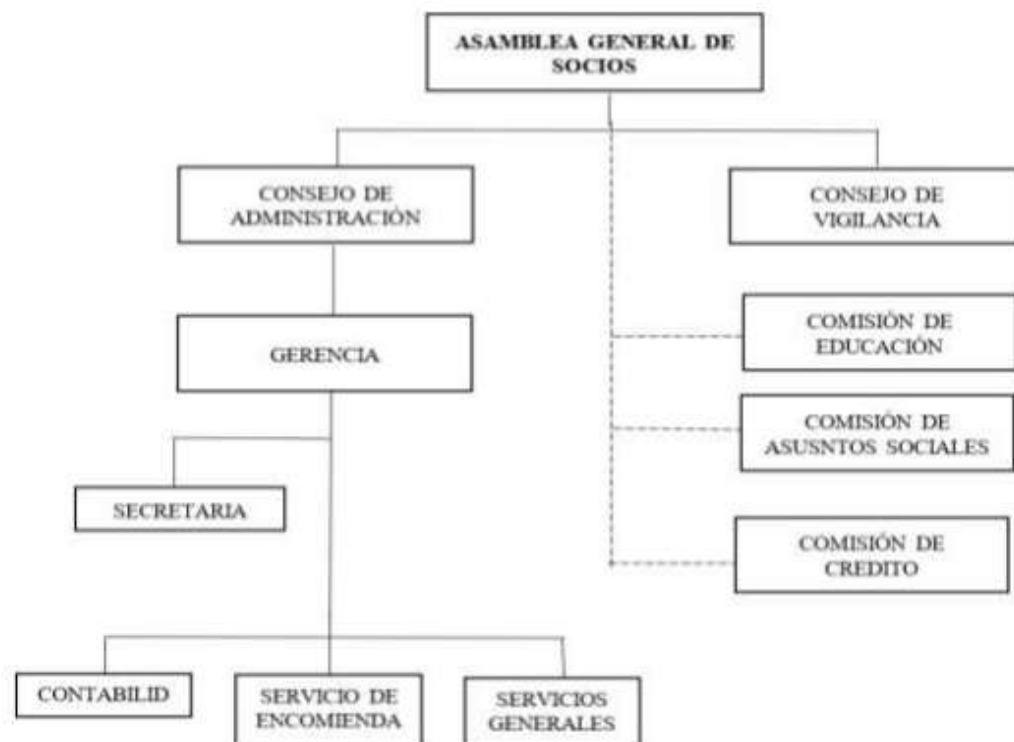 ASAMBLEA GENERAL DE
SOCIOS
CONSEJO DE
ADMINISTRACIÓN
CONSEJO DE
VIGILANCIA
GERENCIA
COMISIÓN DE
EDUCACIÓN
COMISIÓN DE
ASUSNTOS SOCIALES
SECRETARIA
COMISIÓN DE
CREDITO
CONTABILID
SERVICIO DE
ENCOMIENDA
SERVICIOS
GENERALES